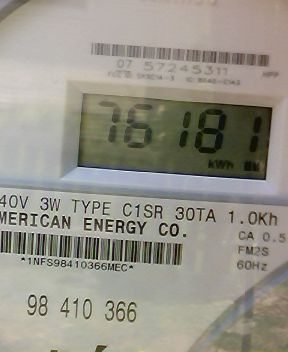 07 57245311
76181
kWh
40V 3W TYPE C1SR 30TA 1.0Kh
MERICAN ENERGY CO.
CA 0.5
FM2S
60Hz
*1NFS98410366MEC*
98 410 366